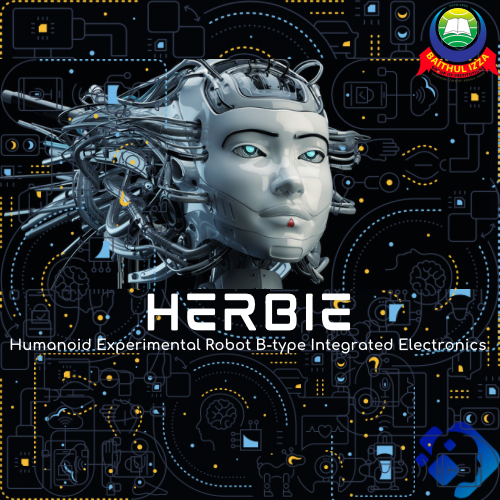 BAITHUL IZZA
HERBIE
Humanoid Experimental Robot B-type Integrated Electronics